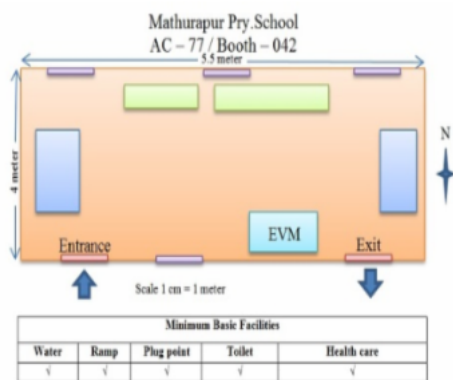 Mathurapur Pry.School
AC – 77 / Booth – 042
5.5 meter
4 meter
N
EVM
Entrance
Exit
Scale 1 cm = 1 meter
Minimum Basic Facilities
Water Ramp Plug point Toilet Health care
√ √ √ √ √